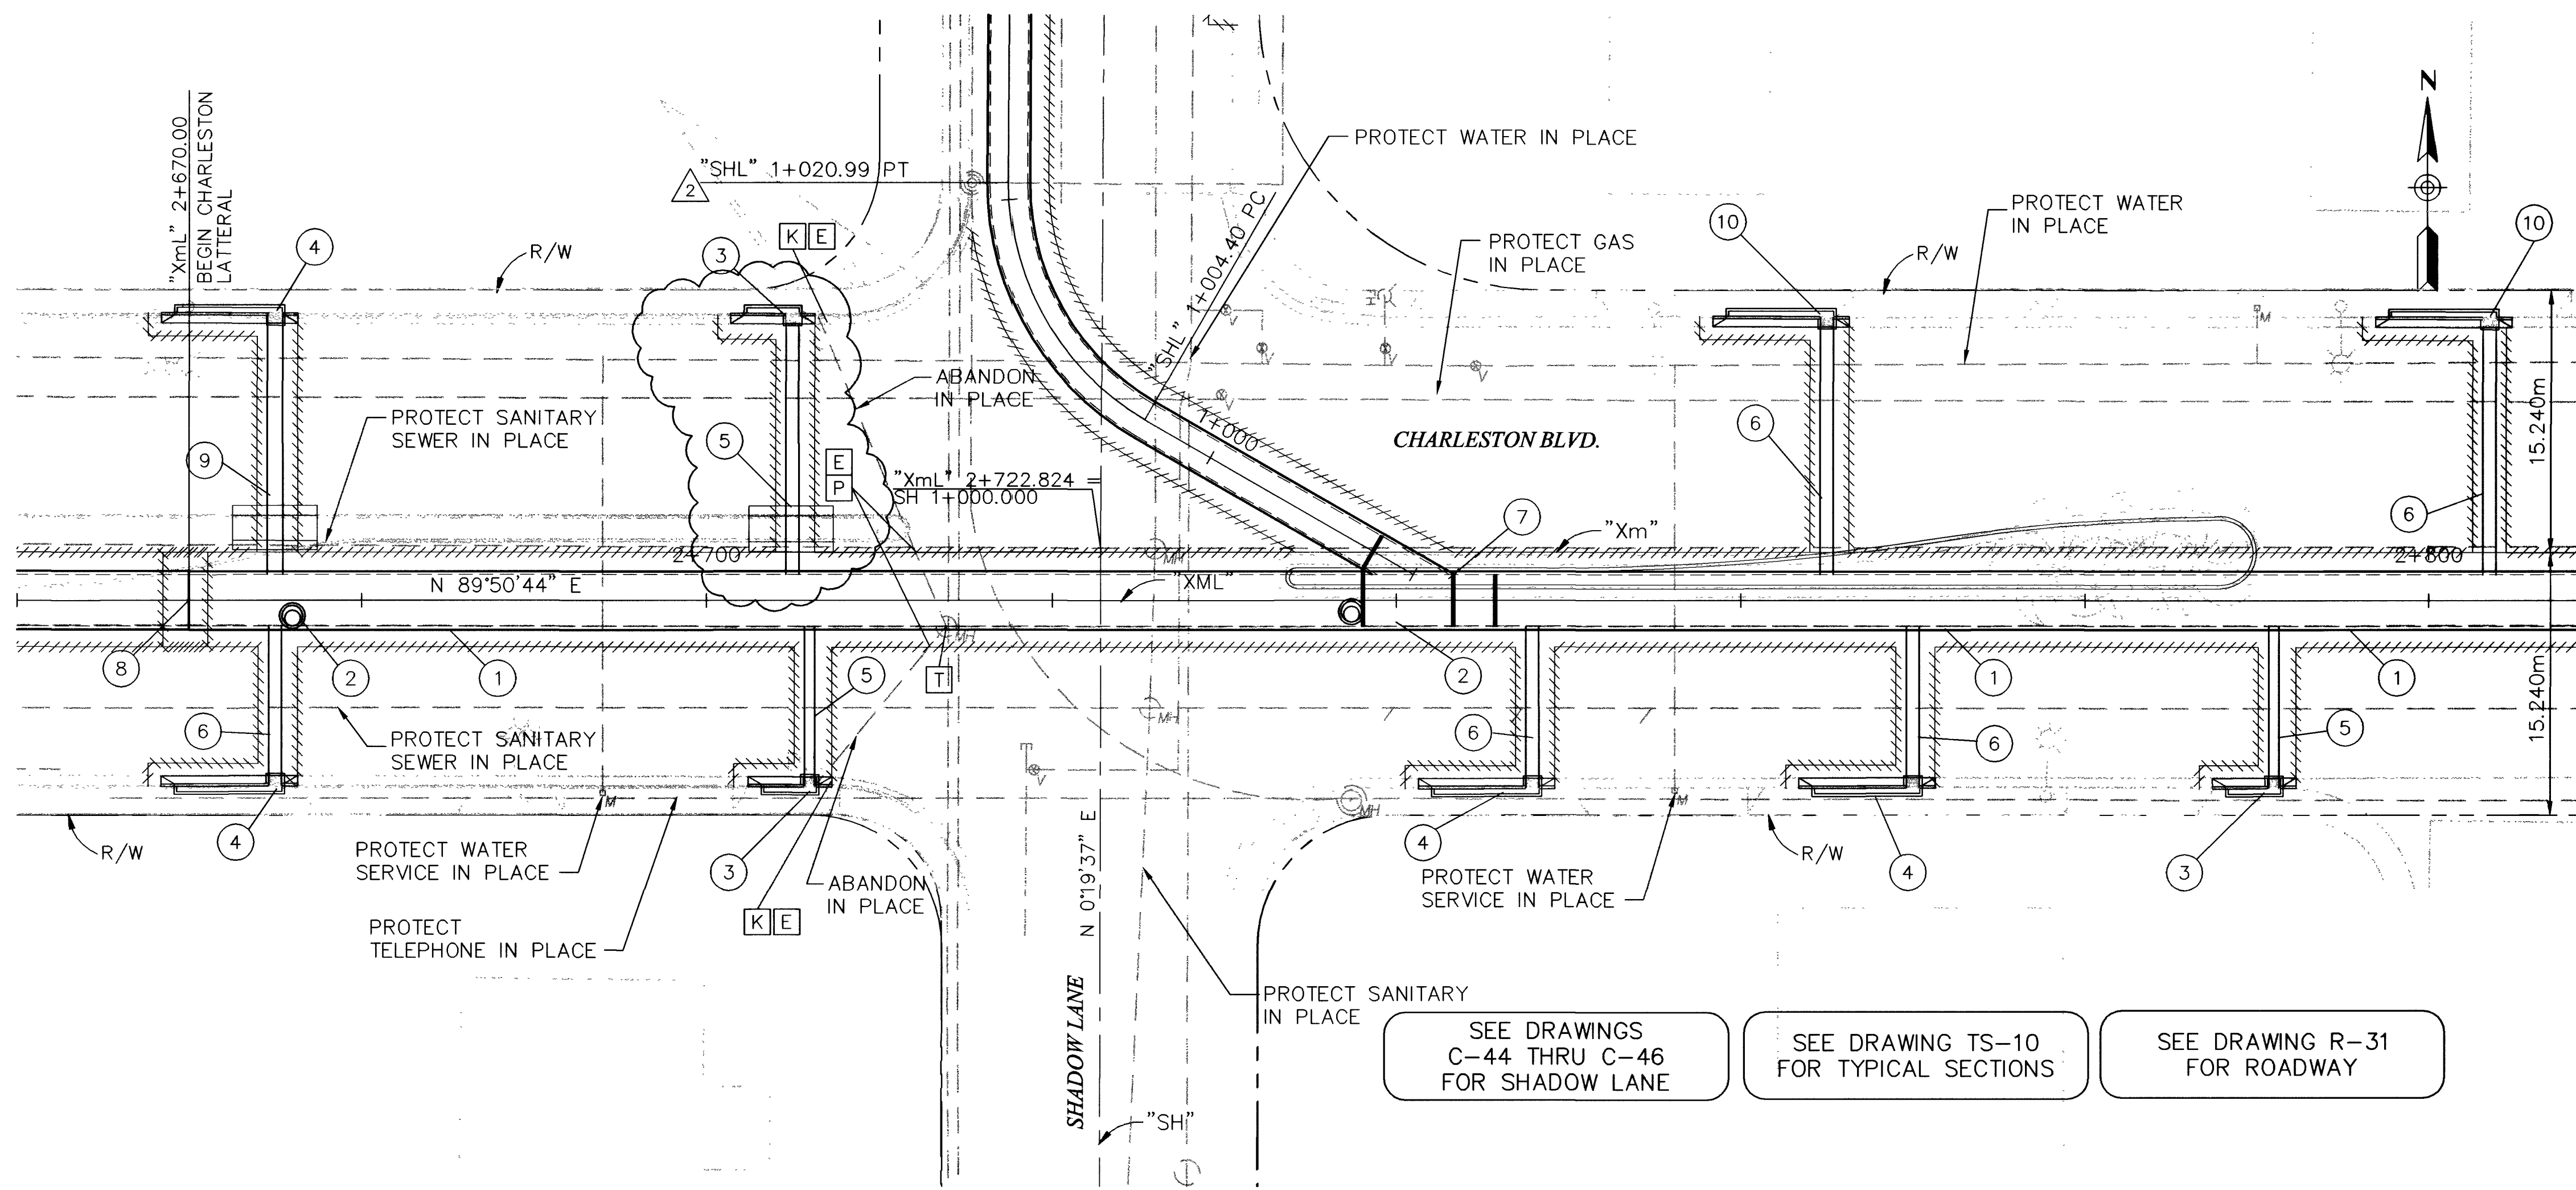 "XmL" 2+670.00
BEGIN CHARLESTON
LATTERAL
4
R/W
2
"SHL" 1+020.99 PT
K E
3
"SHL" 1+004.40 PC
PROTECT WATER IN PLACE
PROTECT GAS
IN PLACE
10
R/W
PROTECT WATER
IN PLACE
N
10
V
V
V
V
V
M
ABANDON
IN PLACE
PROTECT SANITARY
SEWER IN PLACE
9
5
E
P
"XmL" 2+722.824 =
SH 1+000.000
1+000
CHARLESTON BLVD.
6
7
"Xm"
6
15.240m
2+700
MH
2+800
N 89°50'44" E
"XML"
8
2
1
MH
T
5
2
1
1
6
PROTECT SANITARY
SEWER IN PLACE
MH
V
6
6
5
15.240m
M
MH
M
4
R/W
PROTECT WATER
SERVICE IN PLACE
3
K E
ABANDON
IN PLACE
PROTECT
TELEPHONE IN PLACE
N 0°19'37" E
SHADOW LANE
4
PROTECT WATER
SERVICE IN PLACE
R/W
4
3
PROTECT SANITARY
IN PLACE
"SH"
SEE DRAWINGS
C-44 THRU C-46
FOR SHADOW LANE
SEE DRAWING TS-10
FOR TYPICAL SECTIONS
SEE DRAWING R-31
FOR ROADWAY